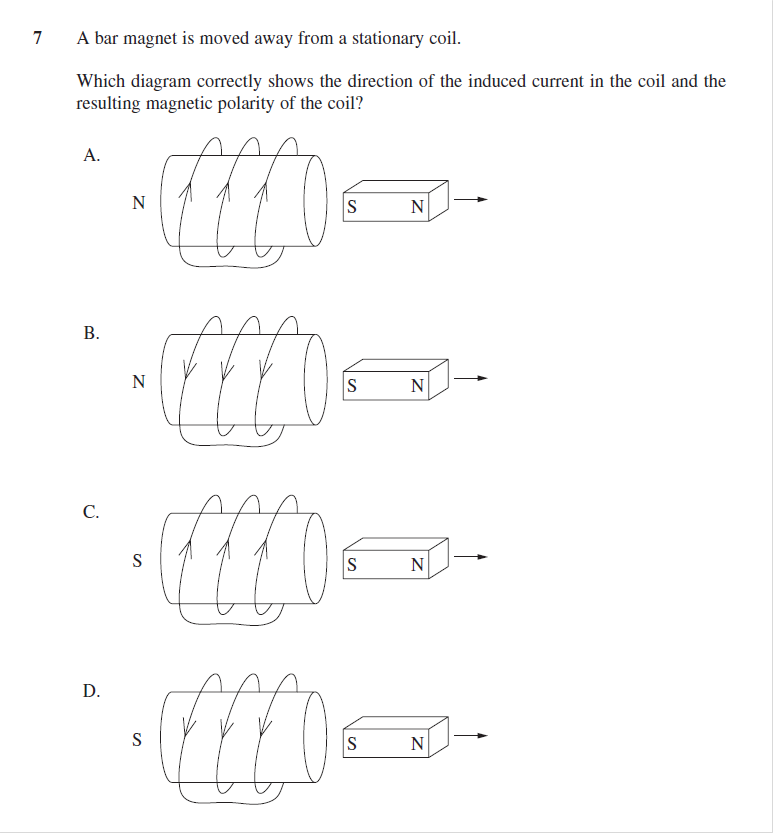 7 A bar magnet is moved away from a stationary coil.
Which diagram correctly shows the direction of the induced current in the coil and the
resulting magnetic polarity of the coil?
A.
N S N
B.
N S N
C.
S S N
D.
S S N